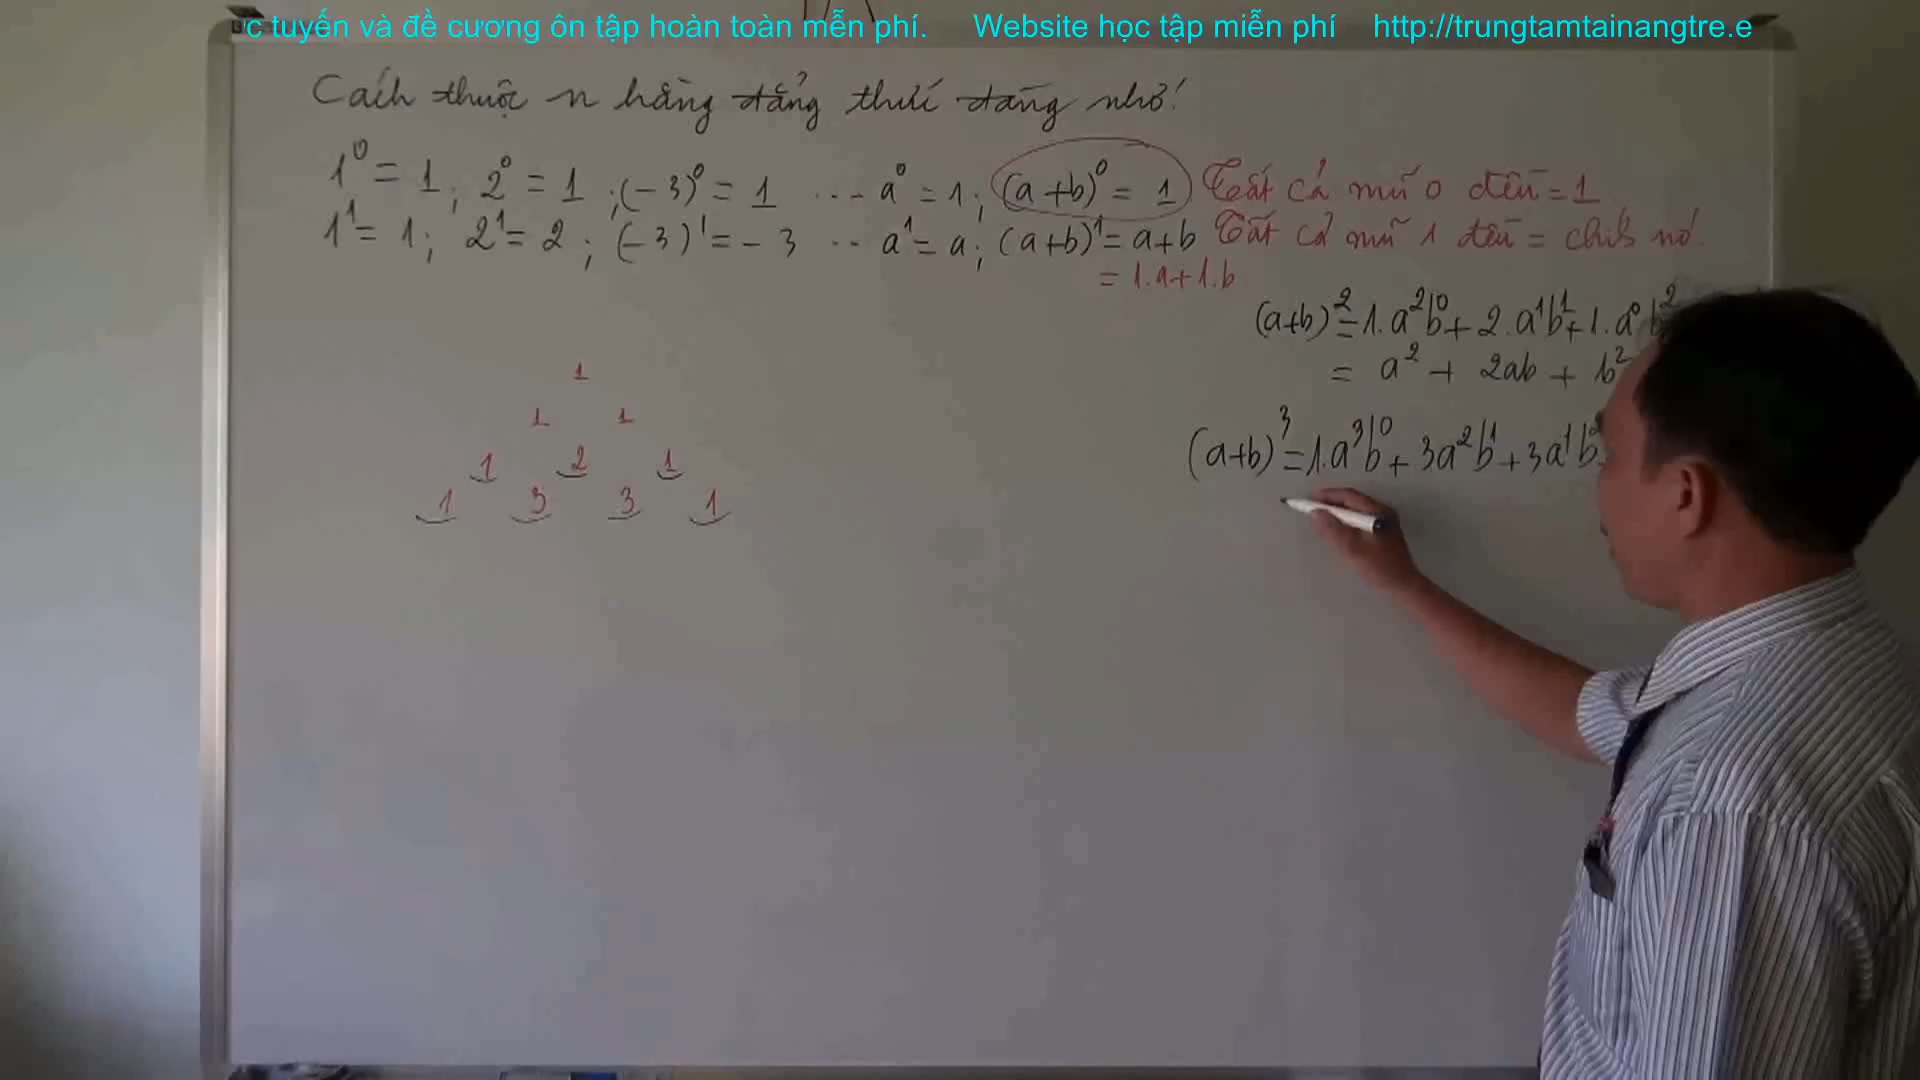 ực tuyến và đề cương ôn tập hoàn toàn mễn phí. Website học tập miễn phí http://trungtamtainangtre.e
Cách thuộc n hằng đẳng thức đáng nhớ!
1⁰ = 1; 2⁰ = 1; (-3)⁰ = 1 ... a⁰ = 1; (a+b)⁰ = 1 Tất cả mũ 0 đều = 1
1¹ = 1; 2¹ = 2; (-3)¹ = -3 ... a¹ = a; (a+b)¹ = a+b Tất cả mũ 1 đều = chính nó.
= 1.a+1.b
(a+b)² = 1.a²b⁰ + 2.a¹b¹ + 1.a⁰b²
= a² + 2ab + b²
(a+b)³ = 1.a³b⁰ + 3a²b¹ + 3a¹b²
1
1 1
1 2 1
1 3 3 1